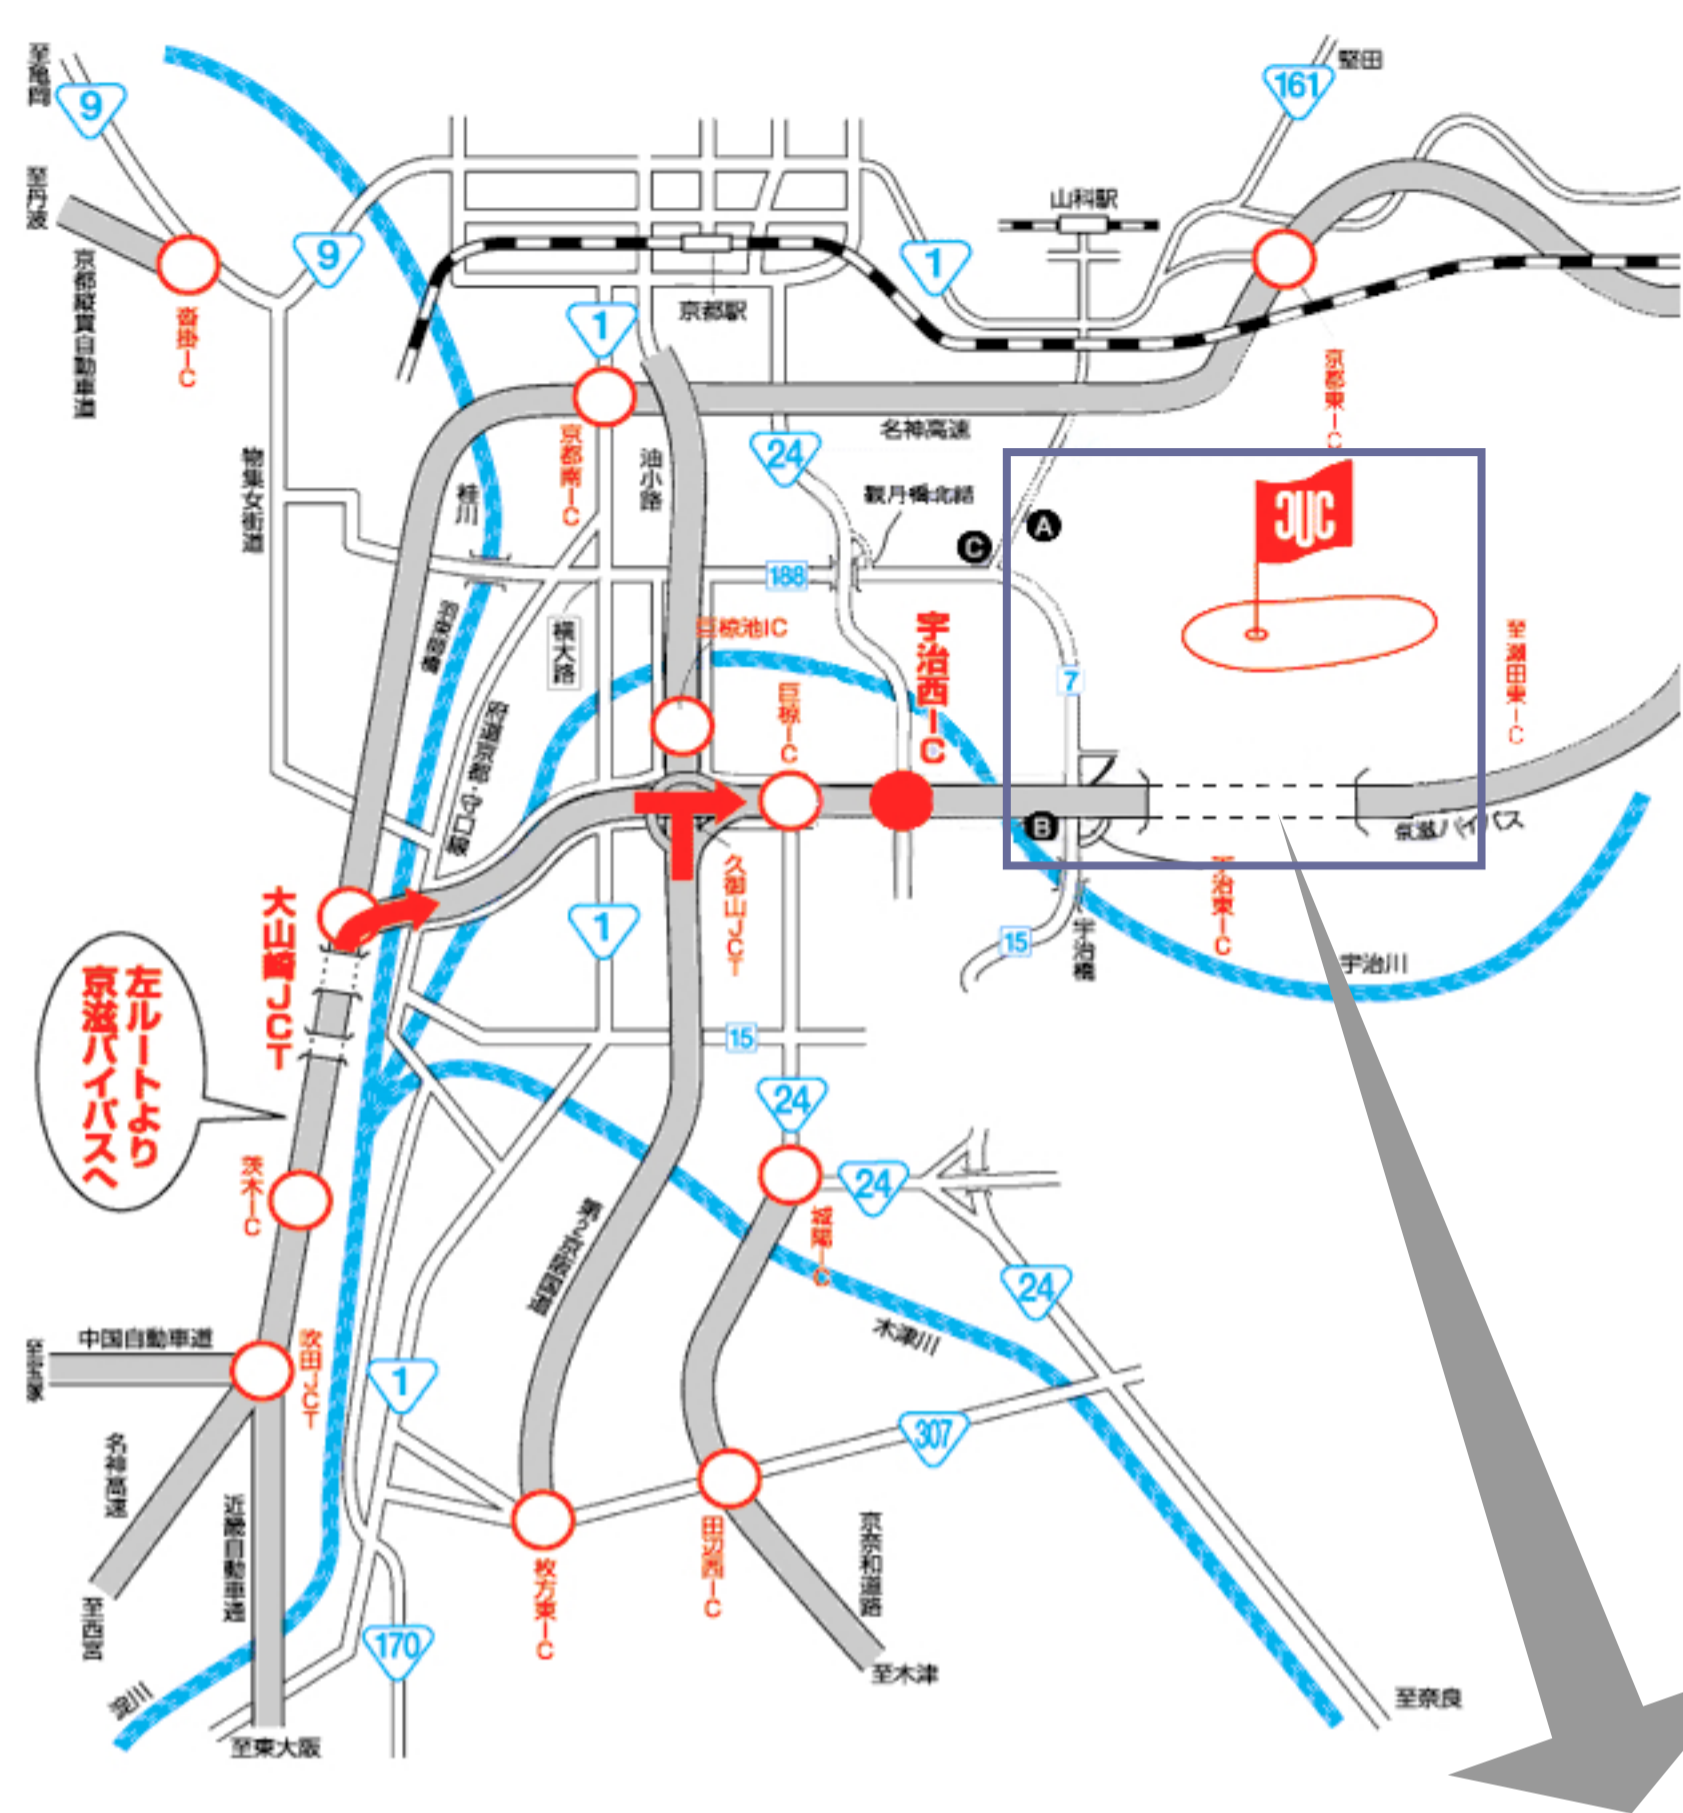 至亀岡
9
至丹波
京都縦貫自動車道
沓掛IC
9
物集女街道
桂川
1
京都駅
京都南IC
油小路
24
1
山科駅
161
堅田
京都東IC
名神高速
観月橋北詰
C
A
188
横大路
巨椋池IC
巨椋IC
宇治西IC
7
CUC
至瀬田東IC
京滋バイパス
B
宇治東IC
宇治川
宇治橋
15
久御山JCT
1
大山崎JCT
左ルートより
京滋バイパスへ
15
24
茨木IC
24
城陽IC
24
第2京阪国道
木津川
中国自動車道
吹田JCT
1
307
名神高速
近畿自動車道
至西宮
淀川
至東大阪
170
枚方東IC
田辺西IC
京奈和道路
至木津
至奈良